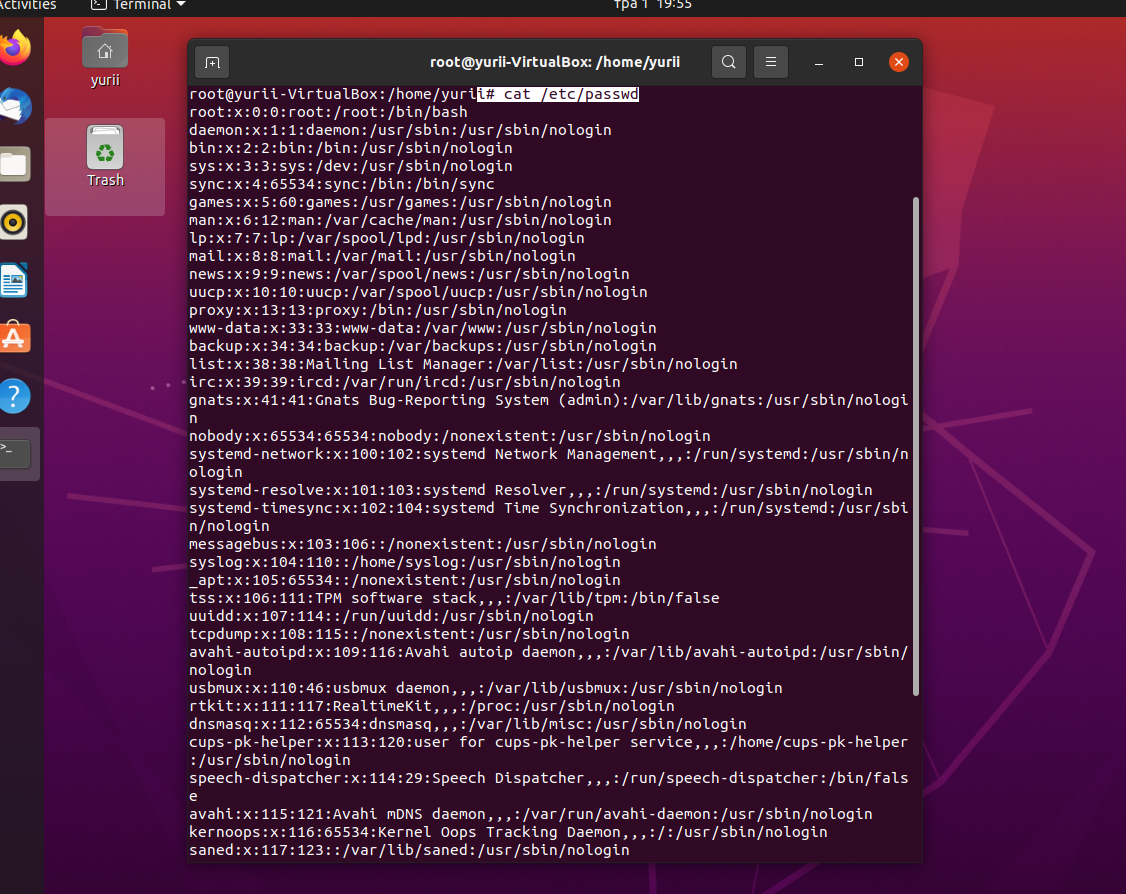 Activities
Terminal
тра 1 19:55
yurii
Trash
root@yurii-VirtualBox: /home/yurii
root@yurii-VirtualBox:/home/yurii# cat /etc/passwd
root:x:0:0:root:/root:/bin/bash
daemon:x:1:1:daemon:/usr/sbin:/usr/sbin/nologin
bin:x:2:2:bin:/bin:/usr/sbin/nologin
sys:x:3:3:sys:/dev:/usr/sbin/nologin
sync:x:4:65534:sync:/bin:/bin/sync
games:x:5:60:games:/usr/games:/usr/sbin/nologin
man:x:6:12:man:/var/cache/man:/usr/sbin/nologin
lp:x:7:7:lp:/var/spool/lpd:/usr/sbin/nologin
mail:x:8:8:mail:/var/mail:/usr/sbin/nologin
news:x:9:9:news:/var/spool/news:/usr/sbin/nologin
uucp:x:10:10:uucp:/var/spool/uucp:/usr/sbin/nologin
proxy:x:13:13:proxy:/bin:/usr/sbin/nologin
www-data:x:33:33:www-data:/var/www:/usr/sbin/nologin
backup:x:34:34:backup:/var/backups:/usr/sbin/nologin
list:x:38:38:Mailing List Manager:/var/list:/usr/sbin/nologin
irc:x:39:39:ircd:/var/run/ircd:/usr/sbin/nologin
gnats:x:41:41:Gnats Bug-Reporting System (admin):/var/lib/gnats:/usr/sbin/nologi
n
nobody:x:65534:65534:nobody:/nonexistent:/usr/sbin/nologin
systemd-network:x:100:102:systemd Network Management,,,:/run/systemd:/usr/sbin/n
ologin
systemd-resolve:x:101:103:systemd Resolver,,,:/run/systemd:/usr/sbin/nologin
systemd-timesync:x:102:104:systemd Time Synchronization,,,:/run/systemd:/usr/sbi
n/nologin
messagebus:x:103:106::/nonexistent:/usr/sbin/nologin
syslog:x:104:110::/home/syslog:/usr/sbin/nologin
_apt:x:105:65534::/nonexistent:/usr/sbin/nologin
tss:x:106:111:TPM software stack,,,:/var/lib/tpm:/bin/false
uuidd:x:107:114::/run/uuidd:/usr/sbin/nologin
tcpdump:x:108:115::/nonexistent:/usr/sbin/nologin
avahi-autoipd:x:109:116:Avahi autoip daemon,,,:/var/lib/avahi-autoipd:/usr/sbin/
nologin
usbmux:x:110:46:usbmux daemon,,,:/var/lib/usbmux:/usr/sbin/nologin
rtkit:x:111:117:RealtimeKit,,,:/proc:/usr/sbin/nologin
dnsmasq:x:112:65534:dnsmasq,,,:/var/lib/misc:/usr/sbin/nologin
cups-pk-helper:x:113:120:user for cups-pk-helper service,,,:/home/cups-pk-helper
:/usr/sbin/nologin
speech-dispatcher:x:114:29:Speech Dispatcher,,,:/run/speech-dispatcher:/bin/fals
e
avahi:x:115:121:Avahi mDNS daemon,,,:/var/run/avahi-daemon:/usr/sbin/nologin
kernoops:x:116:65534:Kernel Oops Tracking Daemon,,,:/:/usr/sbin/nologin
saned:x:117:123::/var/lib/saned:/usr/sbin/nologin